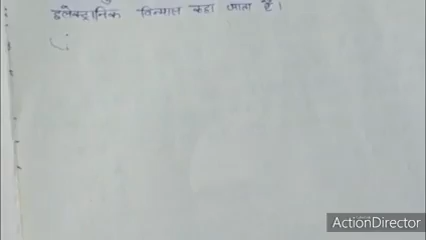 इलैक्ट्रानिक विन्यास कहा जाता है।
ActionDirector